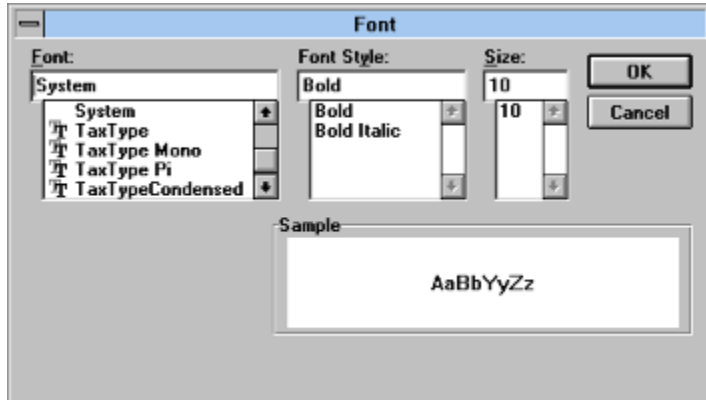 Font
Font:
System
System
TaxType
TaxType Mono
TaxType Pi
TaxTypeCondensed
Font Style:
Bold
Bold
Bold Italic
Size:
10
10
OK
Cancel
Sample
AaBbYyZz